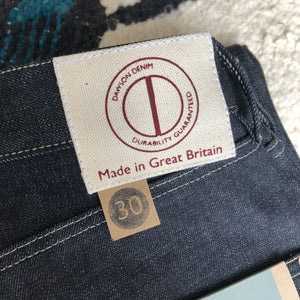 DAWSON DENIM
DURABILITY GUARANTEED
Made in Great Britain
30